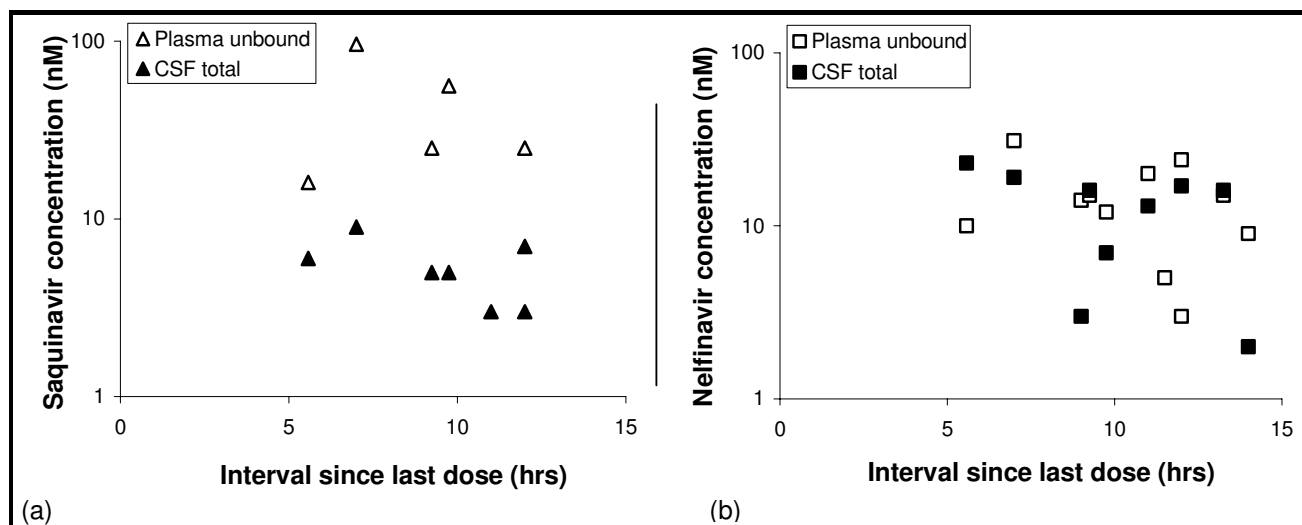 Saquinavir concentration (nM)
100
10
1
Plasma unbound
CSF total
0
5
10
15
Interval since last dose (hrs)
(a)
Nelfinavir concentration (nM)
100
10
1
Plasma unbound
CSF total
0
5
10
15
Interval since last dose (hrs)
(b)